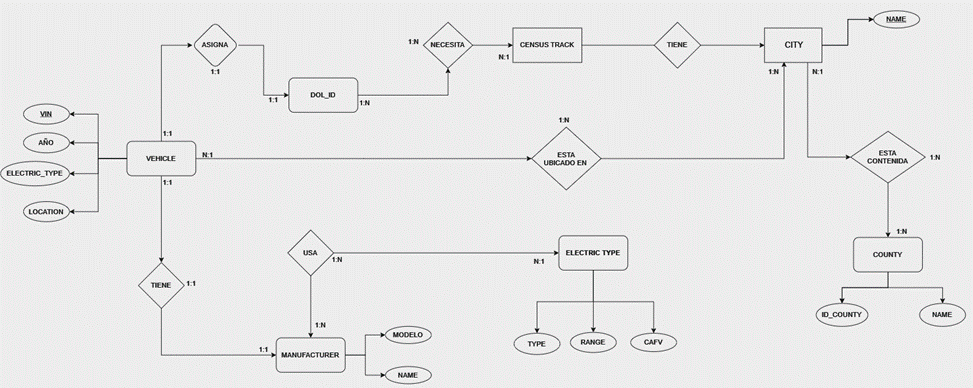 NAME
ASIGNA
1:1
1:N
NECESITA
N:1
CENSUS TRACK
TIENE
CITY
1:N
N:1
DOL_ID
1:1
1:N
VIN
AÑO
ELECTRIC_TYPE
LOCATION
1:1
VEHICLE
N:1
1:1
1:N
ESTA
UBICADO EN
ESTA
CONTENIDA
1:N
USA
1:N
N:1
ELECTRIC TYPE
1:N
COUNTY
TIENE
1:1
ID_COUNTY
NAME
1:N
TYPE
RANGE
CAFV
1:1
MANUFACTURER
MODELO
NAME